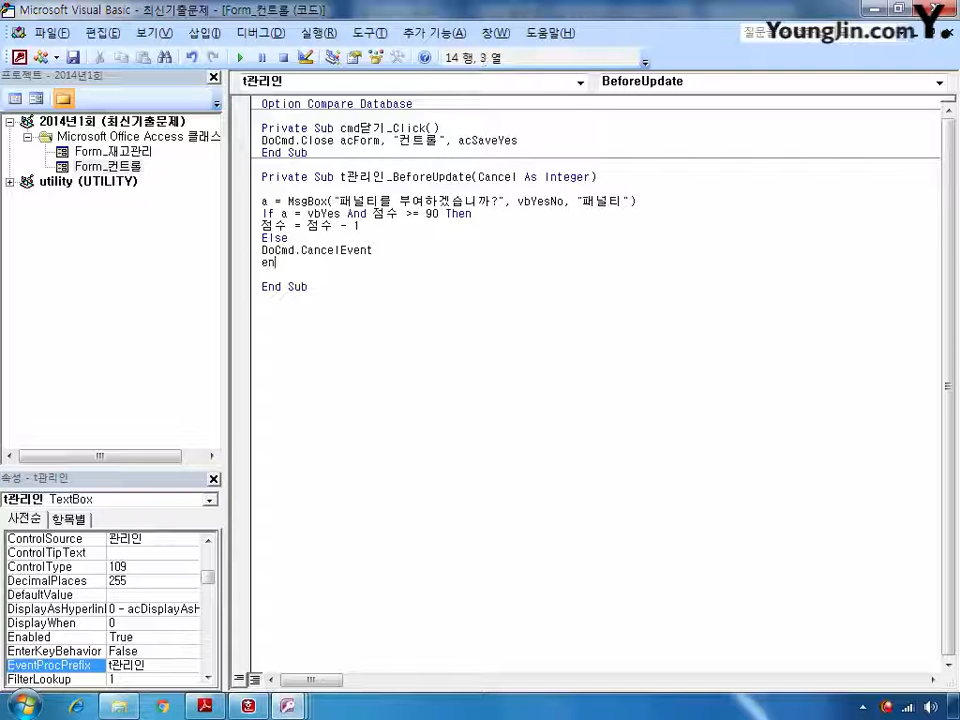 Microsoft Visual Basic - 최신기출문제 - [Form_컨트롤 (코드)]
파일(F) 편집(E) 보기(V) 삽입(I) 디버그(D) 실행(R) 도구(T) 추가 기능(A) 창(W) 도움말(H)
Younglin.com Y
14 행, 3 열
프로젝트 - 2014년1회
t관리인 BeforeUpdate
2014년1회 (최신기출문제)
Microsoft Office Access 클래스
Form_재고관리
Form_컨트롤
utility (UTILITY)
Option Compare Database
Private Sub cmd닫기_Click()
DoCmd.Close acForm, "컨트롤", acSaveYes
End Sub
Private Sub t관리인_BeforeUpdate(Cancel As Integer)
a = MsgBox("패널티를 부여하겠습니까?", vbYesNo, "패널티")
If a = vbYes And 점수 >= 90 Then
점수 = 점수 - 1
Else
DoCmd.CancelEvent
en
End Sub
속성 - t관리인
t관리인 TextBox
사전순 항목별
ControlSource 관리인
ControlTipText
ControlType 109
DecimalPlaces 255
DefaultValue
DisplayAsHyperlinl 0 - acDisplayAsH
DisplayWhen 0
Enabled True
EnterKeyBehavior False
EventProcPrefix t관리인
FilterLookup 1